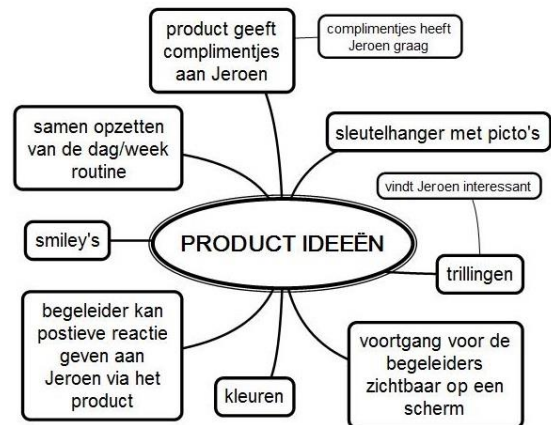 product geeft
complimentjes
aan Jeroen
complimentjes heeft
Jeroen graag
samen opzetten
van de dag/week
routine
sleutelhanger met picto's
vindt Jeroen interessant
smiley's
PRODUCT IDEEËN
trillingen
begeleider kan
postieve reactie
geven aan
Jeroen via het
product
kleuren
voortgang voor de
begeleiders
zichtbaar op een
scherm